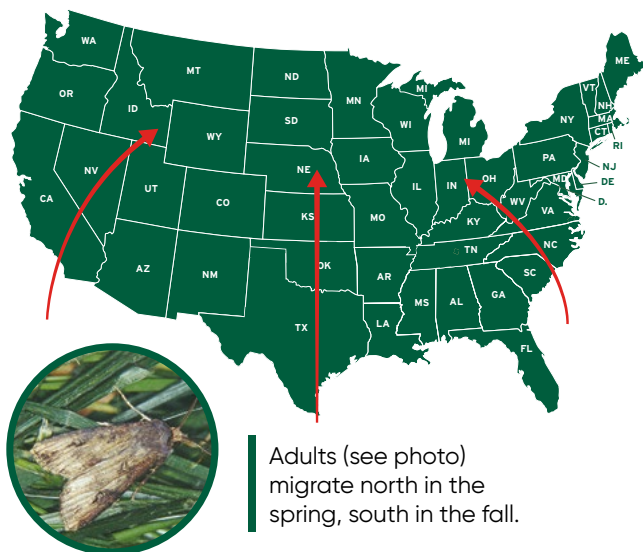 WA
MT
ND
MN
MI
ME
VT
NH
OR
ID
SD
WI
NY
MA
CT
RI
WY
MI
IA
PA
NJ
NV
NE
IL
IN
OH
MD
DE
CA
UT
CO
KS
MO
WV
VA
D.
KY
NC
AZ
NM
OK
AR
TN
SC
TX
MS
AL
GA
LA
FL
Adults (see photo)
migrate north in the
spring, south in the fall.